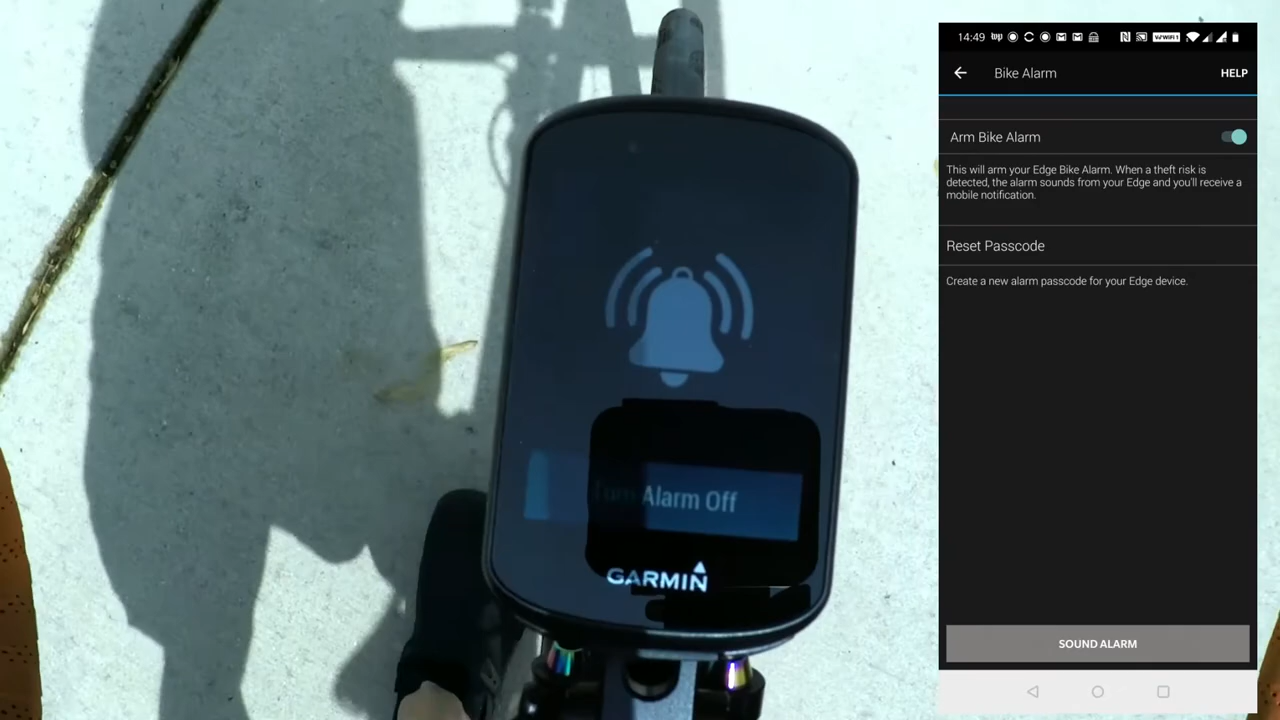 Turn Alarm Off
GARMIN
14:49
Bike Alarm
HELP
Arm Bike Alarm
This will arm your Edge Bike Alarm. When a theft risk is
detected, the alarm sounds from your Edge and you'll receive a
mobile notification.
Reset Passcode
Create a new alarm passcode for your Edge device.
SOUND ALARM